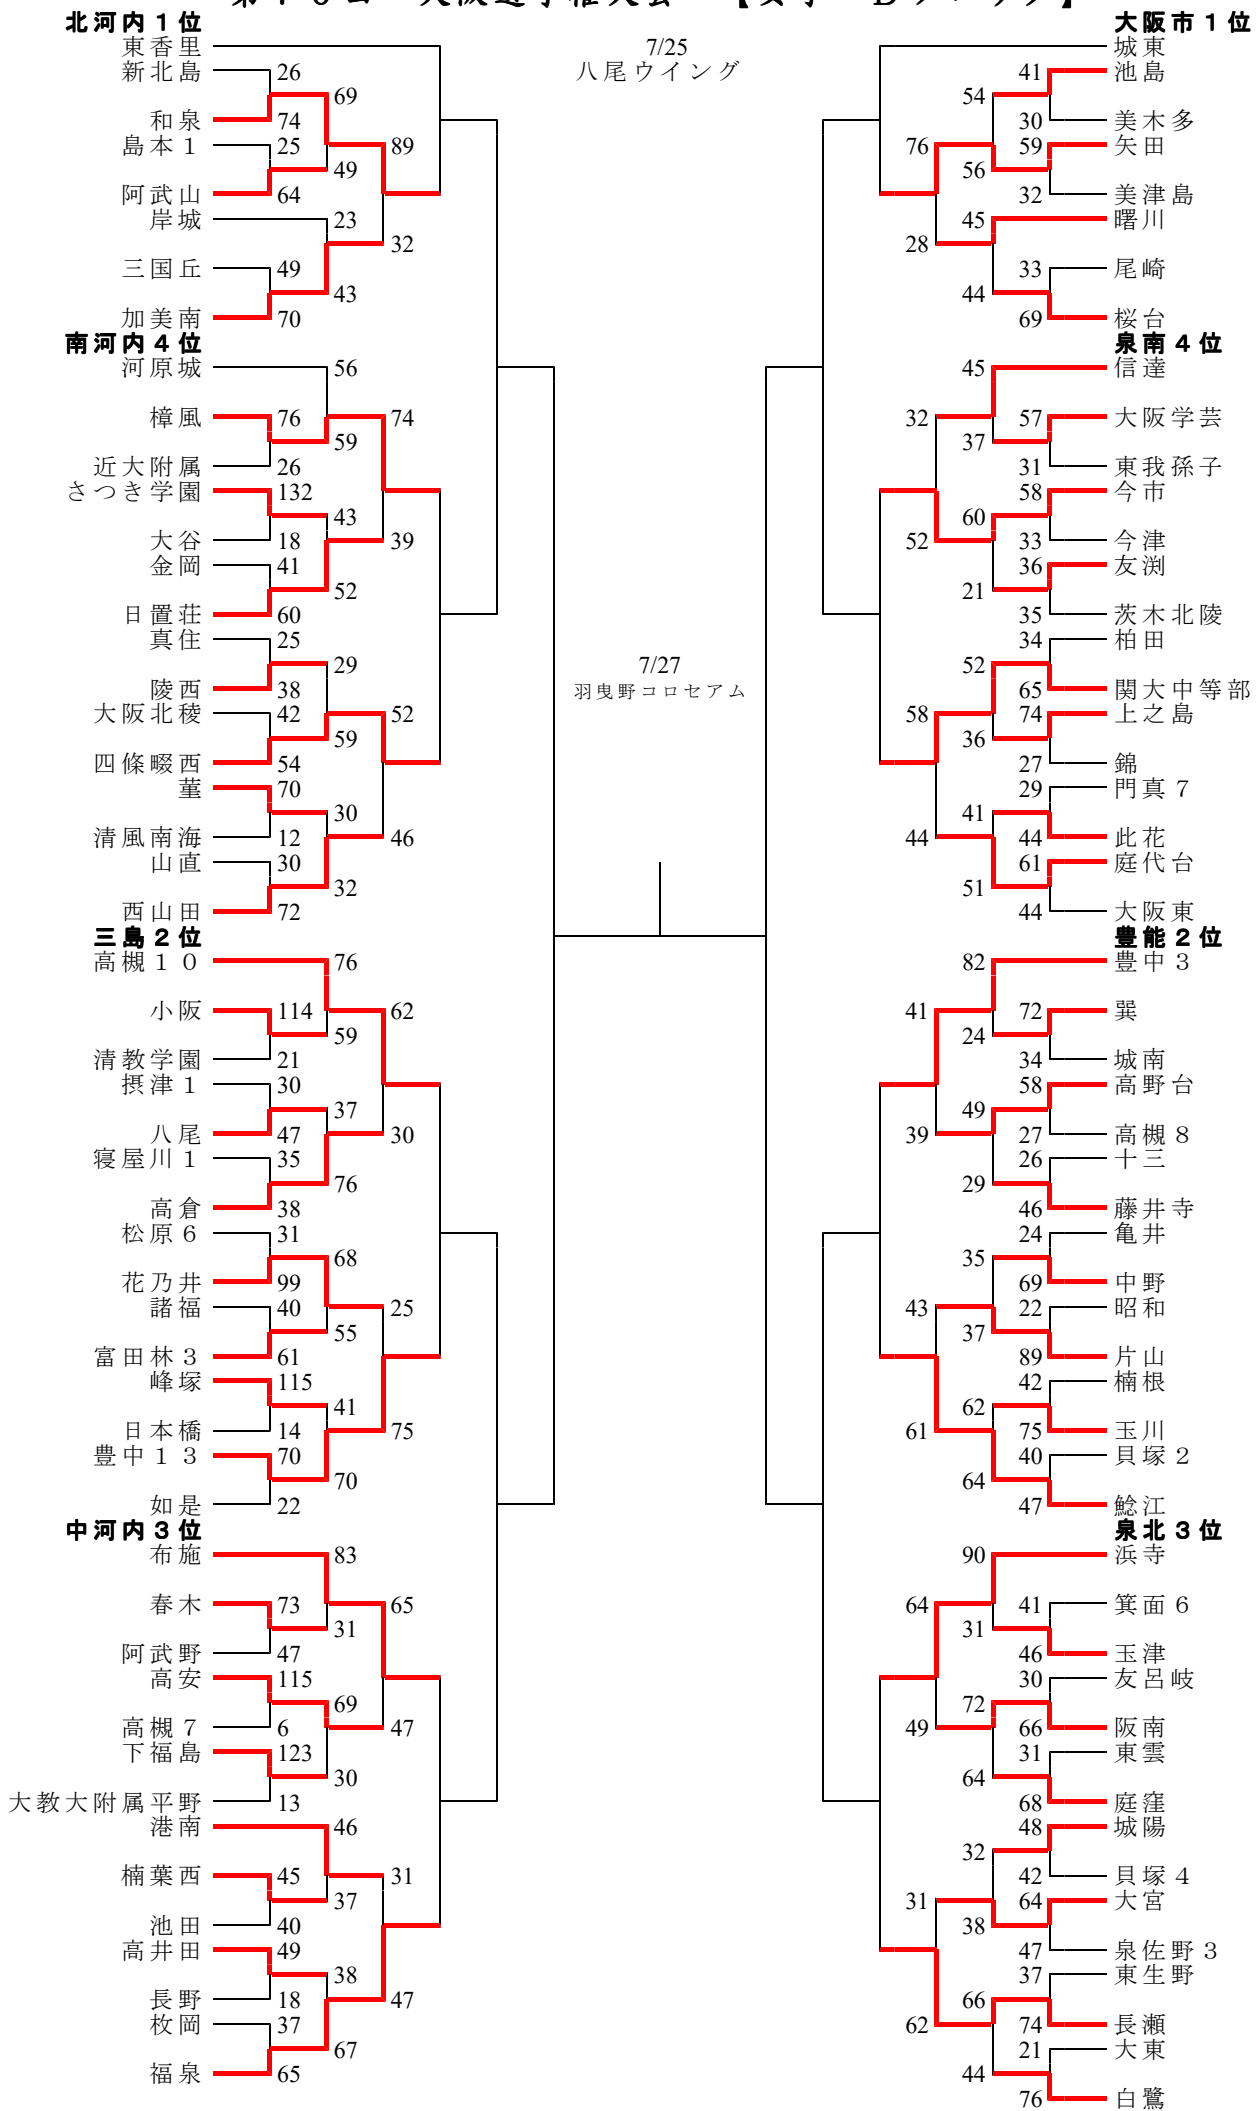 北河内１位
東香里
新北島 26
69
和泉 74
島本１ 25
89
49
阿武山 64
岸城 23
32
三国丘 49
43
加美南 70
南河内４位
河原城 56
樟風 76
74
59
近大附属 26
さつき学園 132
43
大谷 18
39
金岡 41
52
日置荘 60
真住 25
29
陵西 38
大阪北稜 42
52
59
四條畷西 54
菫 70
30
清風南海 12
46
山直 30
32
西山田 72
三島２位
高槻１０ 76
小阪 114
62
59
清教学園 21
摂津１ 30
37
八尾 47
30
寝屋川１ 35
76
高倉 38
松原６ 31
68
花乃井 99
諸福 40
25
55
富田林３ 61
峰塚 115
41
日本橋 14
75
豊中１３ 70
70
如是 22
中河内３位
布施 83
春木 73
65
31
阿武野 47
高安 115
69
高槻７ 6
47
下福島 123
30
大教大附属平野 13
港南 46
楠葉西 45
31
37
池田 40
高井田 49
38
長野 18
47
枚岡 37
67
福泉 65
7/25
八尾ウイング
7/27
羽曳野コロセアム
大阪市１位
城東
41 池島
54
30 美木多
59 矢田
76
56
32 美津島
45 曙川
28
33 尾崎
44
69 桜台
泉南４位
45 信達
32
57 大阪学芸
37
31 東我孫子
58 今市
60
33 今津
52
36 友渕
21
35 茨木北陵
34 柏田
52
65 関大中等部
74 上之島
58
36
27 錦
29 門真７
41
44 此花
44
61 庭代台
51
44 大阪東
豊能２位
82 豊中３
41
72 巽
24
34 城南
58 高野台
49
27 高槻８
39
26 十三
29
46 藤井寺
24 亀井
35
69 中野
22 昭和
43
37
89 片山
42 楠根
62
75 玉川
61
40 貝塚２
64
47 鯰江
泉北３位
90 浜寺
64
41 箕面６
31
46 玉津
30 友呂岐
72
66 阪南
49
31 東雲
64
68 庭窪
48 城陽
32
42 貝塚４
64 大宮
31
38
47 泉佐野３
37 東生野
66
74 長瀬
62
21 大東
44
76 白鷺